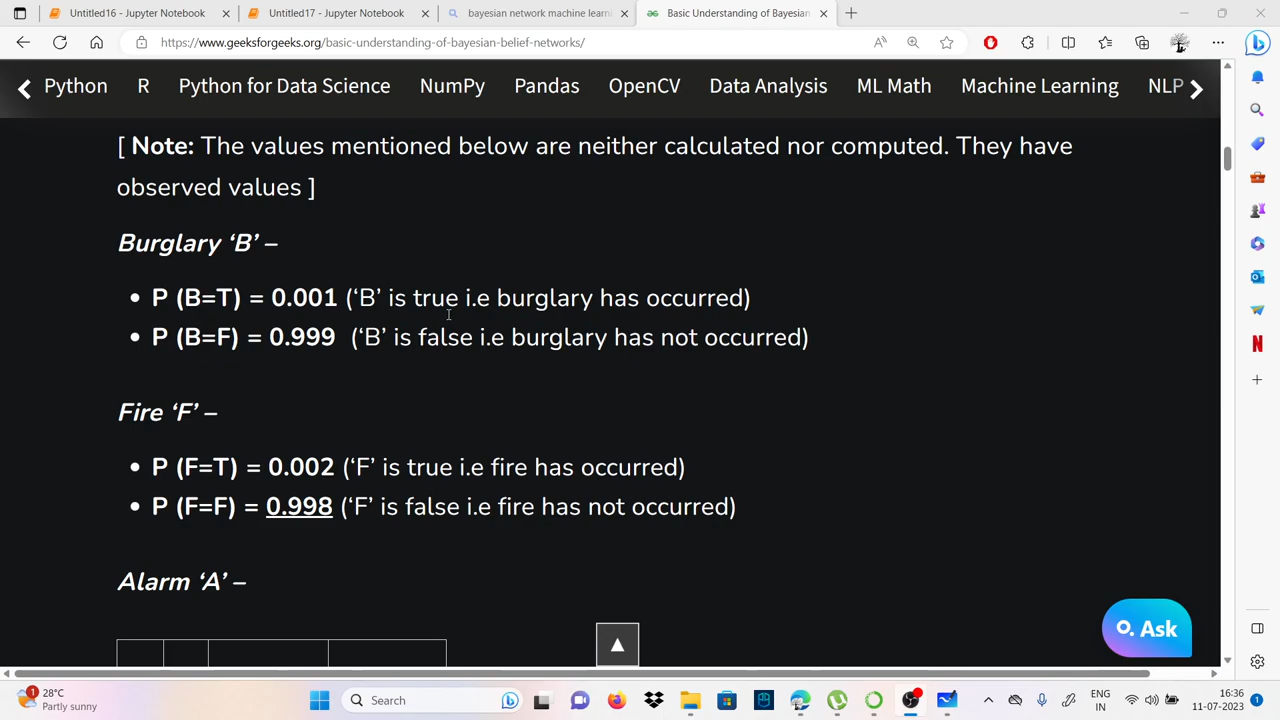 Untitled16 - Jupyter Notebook
Untitled17 - Jupyter Notebook
bayesian network machine learni
Basic Understanding of Bayesian
https://www.geeksforgeeks.org/basic-understanding-of-bayesian-belief-networks/
Python R Python for Data Science NumPy Pandas OpenCV Data Analysis ML Math Machine Learning NLP
[ Note: The values mentioned below are neither calculated nor computed. They have
observed values ]
Burglary ‘B’ –
• P (B=T) = 0.001 (‘B’ is true i.e burglary has occurred)
• P (B=F) = 0.999 (‘B’ is false i.e burglary has not occurred)
Fire ‘F’ –
• P (F=T) = 0.002 (‘F’ is true i.e fire has occurred)
• P (F=F) = 0.998 (‘F’ is false i.e fire has not occurred)
Alarm ‘A’ –
Ask
1 28°C
Partly sunny
Search
ENG
IN
16:36
11-07-2023
1